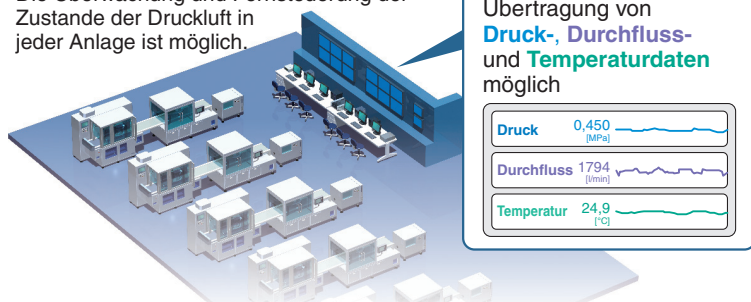 Zustände der Druckluft in
jeder Anlage ist möglich.
Übertragung von
Druck-, Durchfluss-
und Temperaturdaten
möglich
Druck 0,450
[MPa]
Durchfluss 1794
[l/min]
Temperatur 24,9
[°C]